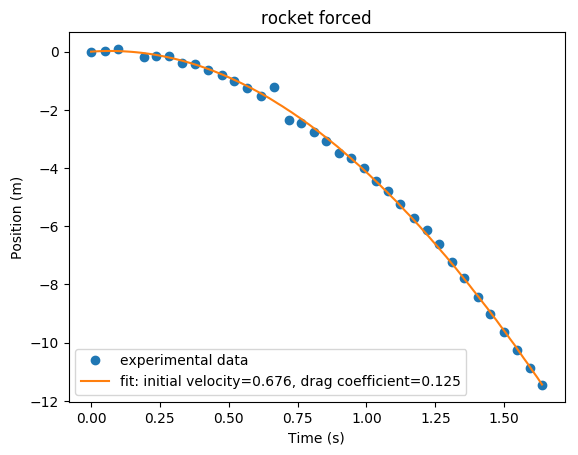 rocket forced
Position (m)
0
−2
−4
−6
−8
−10
−12
experimental data
fit: initial velocity=0.676, drag coefficient=0.125
0.00 0.25 0.50 0.75 1.00 1.25 1.50
Time (s)